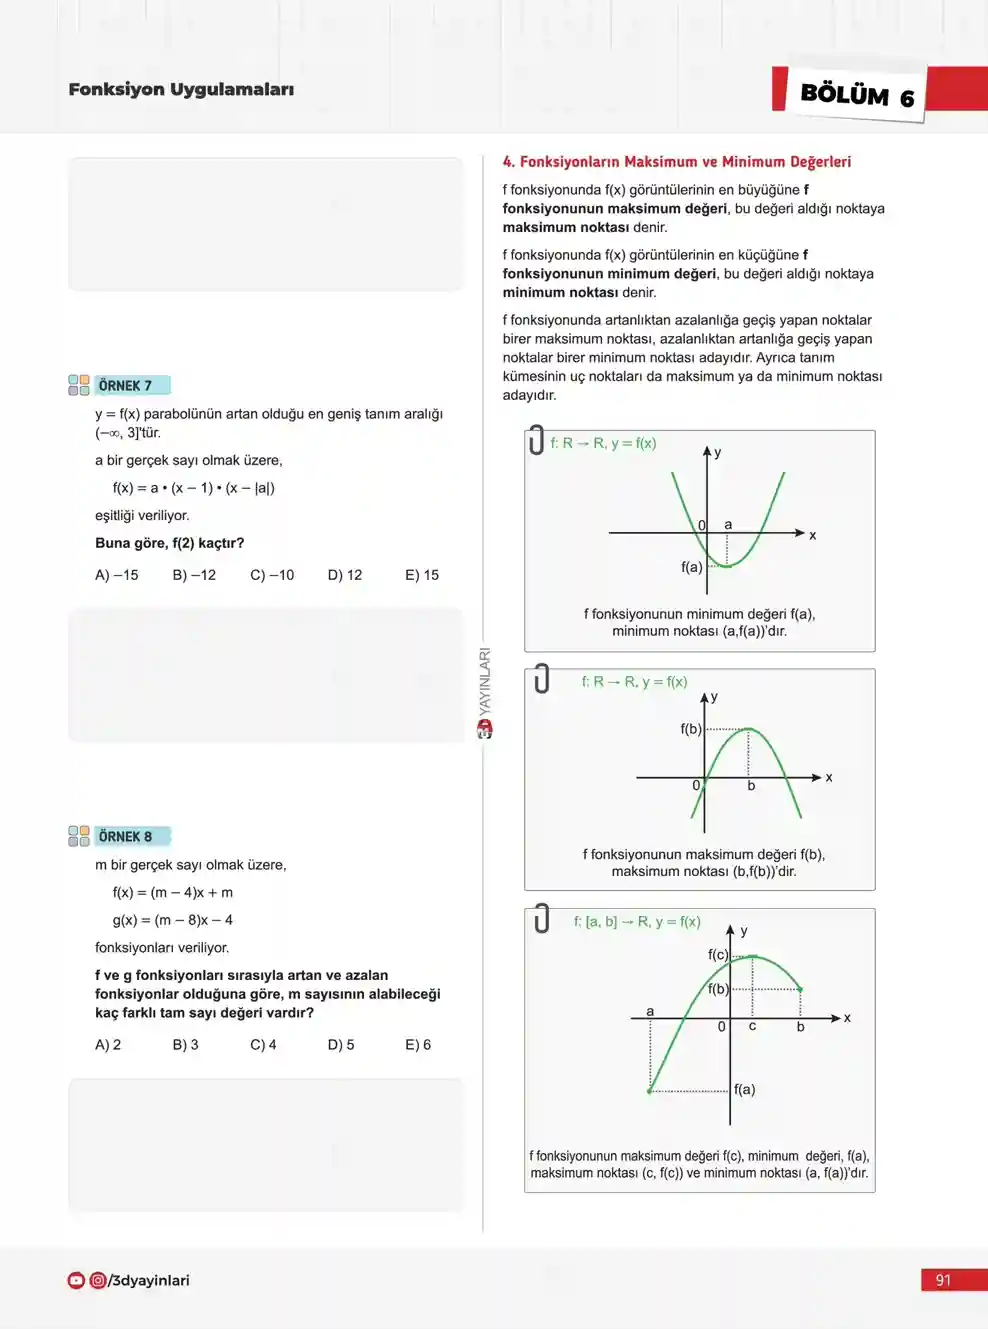 Fonksiyon Uygulamaları
BÖLÜM 6
ÖRNEK 7
y = f(x) parabolünün artan olduğu en geniş tanım aralığı
(–∞, 3]'tür.
a bir gerçek sayı olmak üzere,
f(x) = a • (x – 1) • (x – |a|)
eşitliği veriliyor.
Buna göre, f(2) kaçtır?
A) –15 B) –12 C) –10 D) 12 E) 15
ÖRNEK 8
m bir gerçek sayı olmak üzere,
f(x) = (m – 4)x + m
g(x) = (m – 8)x – 4
fonksiyonları veriliyor.
f ve g fonksiyonları sırasıyla artan ve azalan
fonksiyonlar olduğuna göre, m sayısının alabileceği
kaç farklı tam sayı değeri vardır?
A) 2 B) 3 C) 4 D) 5 E) 6
3D YAYINLARI
4. Fonksiyonların Maksimum ve Minimum Değerleri
f fonksiyonunda f(x) görüntülerinin en büyüğüne f
fonksiyonunun maksimum değeri, bu değeri aldığı noktaya
maksimum noktası denir.
f fonksiyonunda f(x) görüntülerinin en küçüğüne f
fonksiyonunun minimum değeri, bu değeri aldığı noktaya
minimum noktası denir.
f fonksiyonunda artanlıktan azalanlığa geçiş yapan noktalar
birer maksimum noktası, azalanlıktan artanlığa geçiş yapan
noktalar birer minimum noktası adayıdır. Ayrıca tanım
kümesinin uç noktaları da maksimum ya da minimum noktası
adayıdır.
f: R → R, y = f(x)
y
0 a
x
f(a)
f fonksiyonunun minimum değeri f(a),
minimum noktası (a,f(a))'dır.
f: R → R, y = f(x)
y
f(b)
x
0 b
f fonksiyonunun maksimum değeri f(b),
maksimum noktası (b,f(b))'dir.
f: [a, b] → R, y = f(x)
y
f(c)
f(b)
a
x
0 c b
f(a)
f fonksiyonunun maksimum değeri f(c), minimum değeri, f(a),
maksimum noktası (c, f(c)) ve minimum noktası (a, f(a))'dır.
/3dyayinlari
91